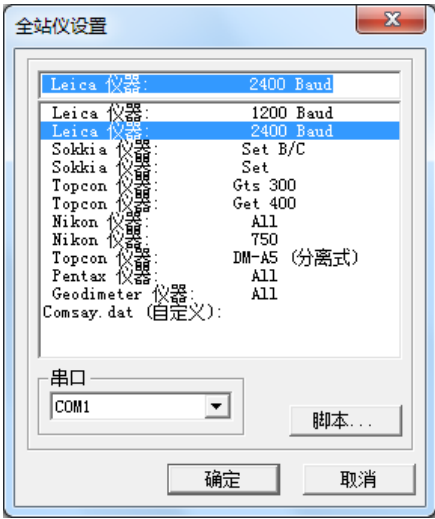 全站仪设置
Leica 仪器: 2400 Baud
Leica 仪器: 1200 Baud
Leica 仪器: 2400 Baud
Sokkia 仪器: Set B/C
Sokkia 仪器: Set
Topcon 仪器: Gts 300
Topcon 仪器: Get 400
Nikon 仪器: All
Nikon 仪器: 750
Topcon 仪器: DM-A5 (分离式)
Pentax 仪器: All
Geodimeter 仪器: All
Comsay.dat (自定义):
串口
COM1
脚本...
确定 取消